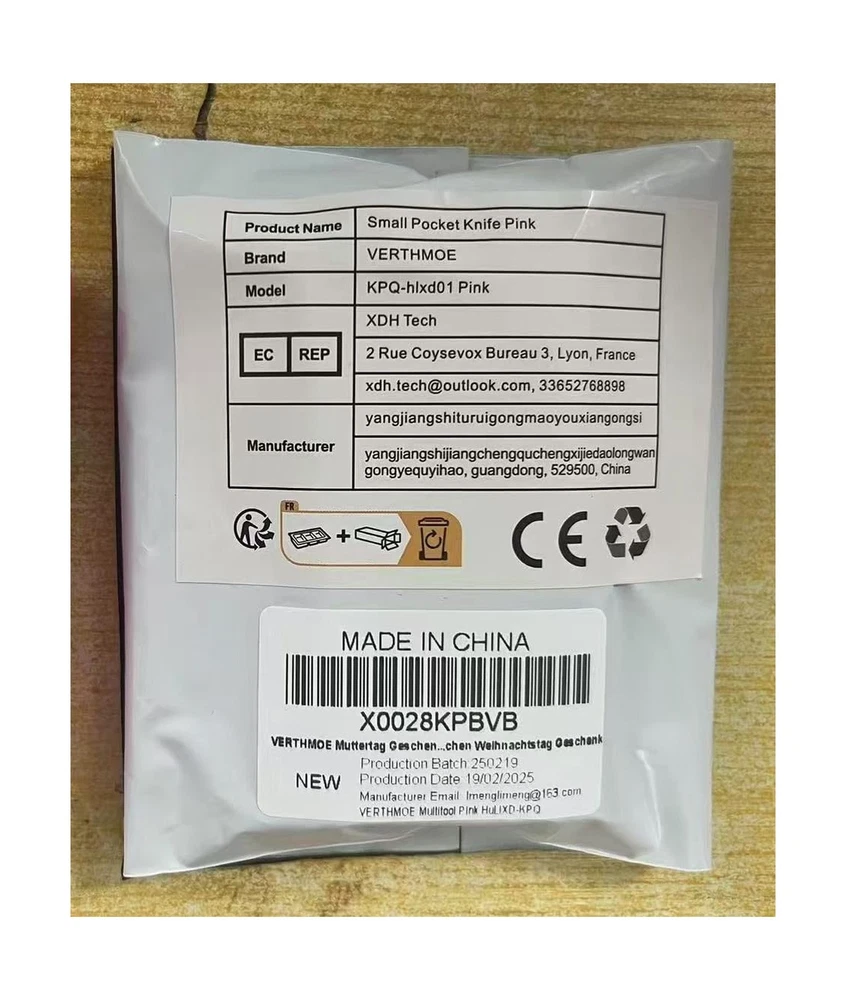 Product Name Small Pocket Knife Pink
Brand VERTHMOE
Model KPQ-hlxd01 Pink
EC REP
XDH Tech
2 Rue Coysevox Bureau 3, Lyon, France
xdh.tech@outlook.com, 33652768898
Manufacturer
yangjiangshituruigongmaoyouxiangongsi
yangjiangshijiangchengquchengxijiedaolongwan
gongyequyihao, guangdong, 529500, China
FR
CE
MADE IN CHINA
X0028KPBVB
VERTHMOE Muttertag Geschen...chen Weihnachtstag Geschenk
NEW
Production Batch:250219
Production Date:19/02/2025
Manufacturer Email: lmenglimeng@163.com
VERTHMOE Multitool Pink HuLIXD-KPQ